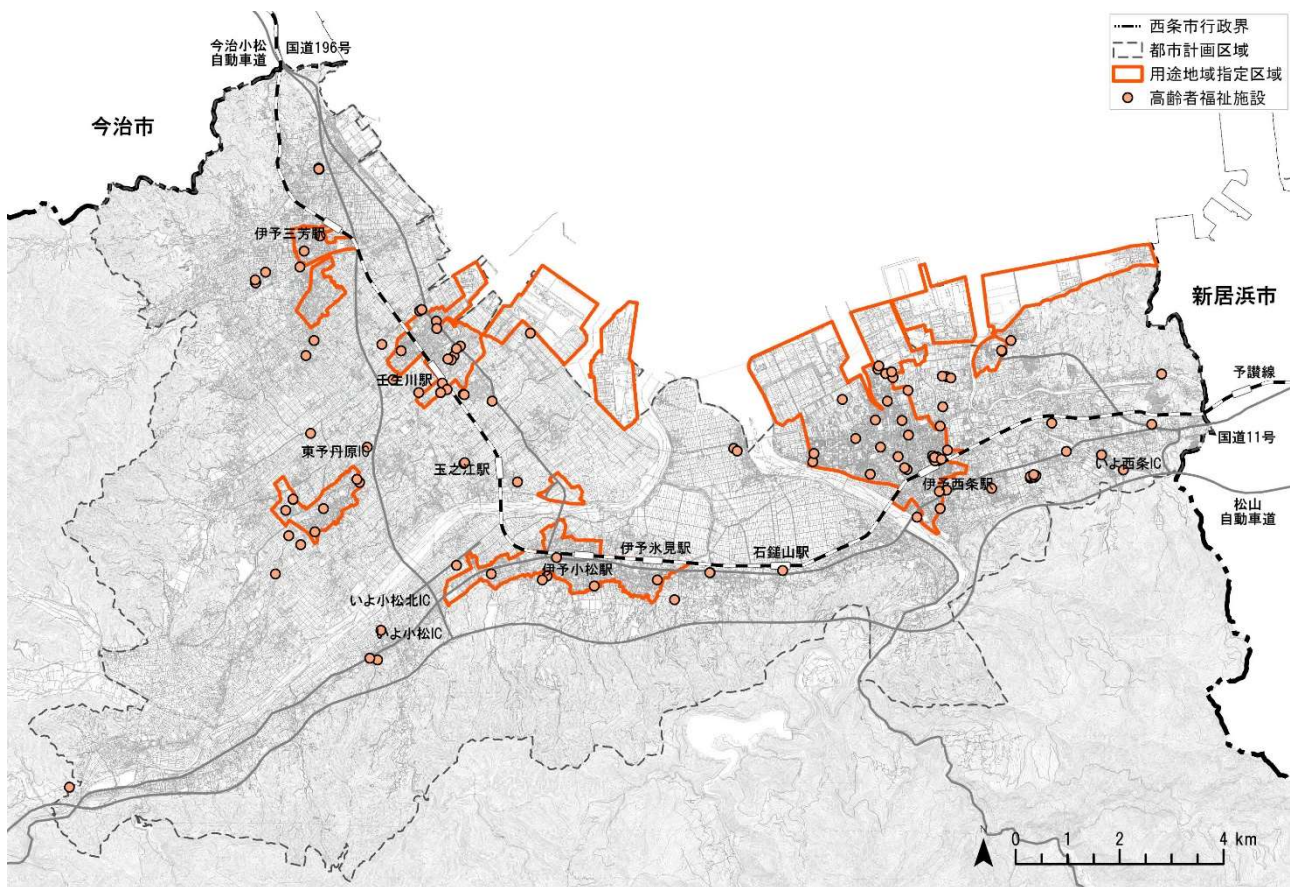 西条市行政界
都市計画区域
用途地域指定区域
高齢者福祉施設
今治小松
自動車道
国道196号
今治市
伊予三芳駅
新居浜市
壬生川駅
予讃線
国道11号
東予丹原IC
玉之江駅
いよ西条IC
伊予西条駅
松山
自動車道
伊予氷見駅
石鎚山駅
伊予小松駅
いよ小松北IC
いよ小松IC
0 1 2 4 km